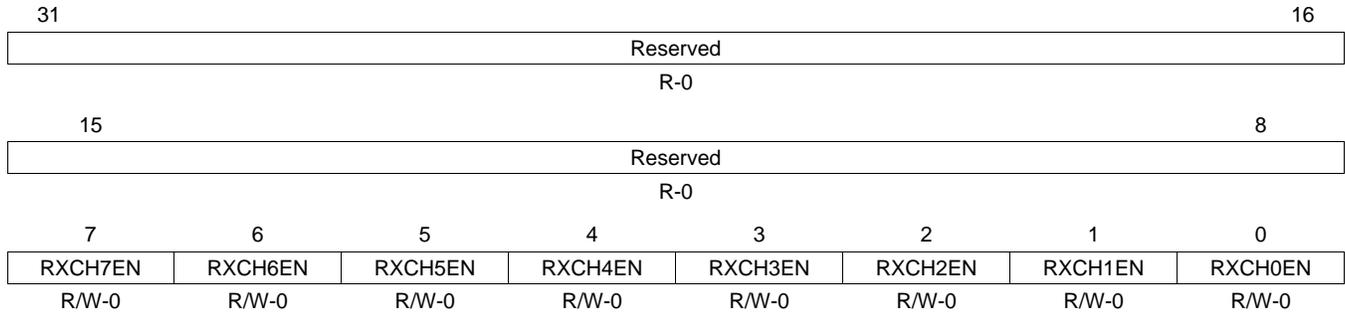 31 16
Reserved
R-0
15 8
Reserved
R-0
7 6 5 4 3 2 1 0
RXCH7EN RXCH6EN RXCH5EN RXCH4EN RXCH3EN RXCH2EN RXCH1EN RXCH0EN
R/W-0 R/W-0 R/W-0 R/W-0 R/W-0 R/W-0 R/W-0 R/W-0